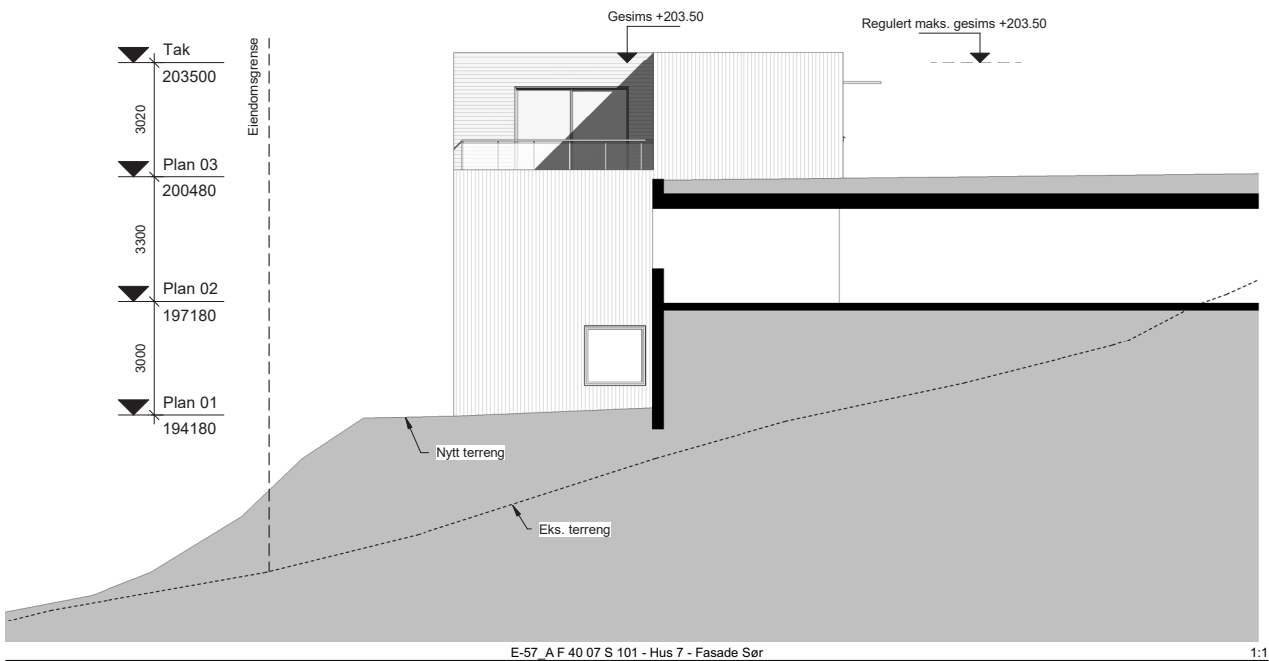 Gesims +203.50
Regulert maks. gesims +203.50
Tak
203500
Eiendomsgrense
3020
Plan 03
200480
3300
Plan 02
197180
3000
Plan 01
194180
Nytt terreng
Eks. terreng
E-57_A F 40 07 S 101 - Hus 7 - Fasade Sør
1:1